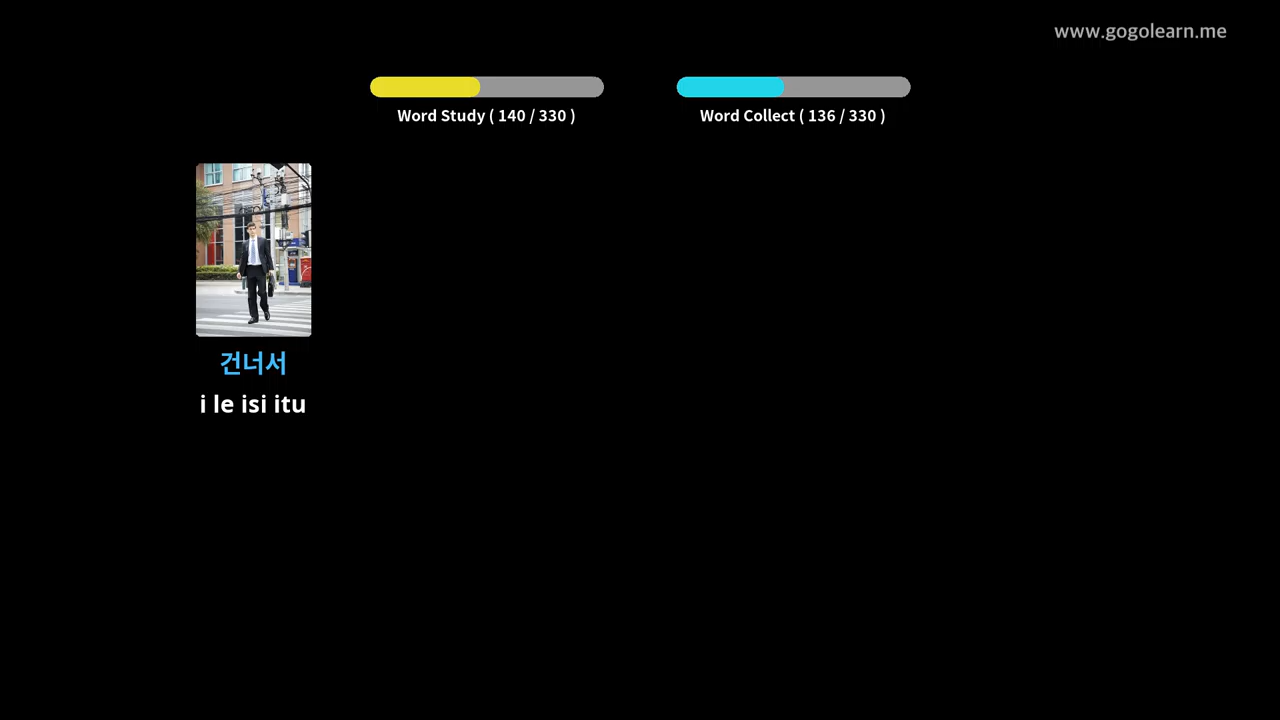 www.gogolearn.me
Word Study ( 140 / 330 )
Word Collect ( 136 / 330 )
건너서
i le isi itu